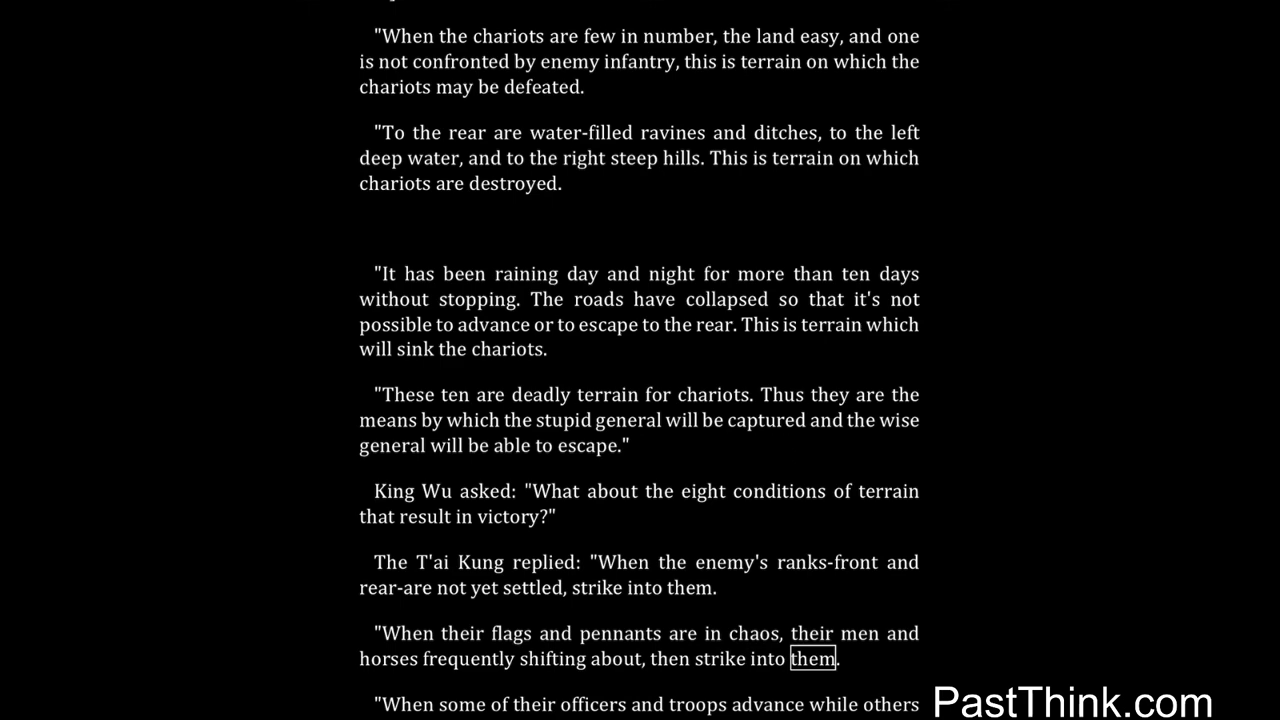 "When the chariots are few in number, the land easy, and one
is not confronted by enemy infantry, this is terrain on which the
chariots may be defeated.
"To the rear are water-filled ravines and ditches, to the left
deep water, and to the right steep hills. This is terrain on which
chariots are destroyed.
"It has been raining day and night for more than ten days
without stopping. The roads have collapsed so that it's not
possible to advance or to escape to the rear. This is terrain which
will sink the chariots.
"These ten are deadly terrain for chariots. Thus they are the
means by which the stupid general will be captured and the wise
general will be able to escape."
King Wu asked: "What about the eight conditions of terrain
that result in victory?"
The T'ai Kung replied: "When the enemy's ranks-front and
rear-are not yet settled, strike into them.
"When their flags and pennants are in chaos, their men and
horses frequently shifting about, then strike into them.
"When some of their officers and troops advance while others
PastThink.com